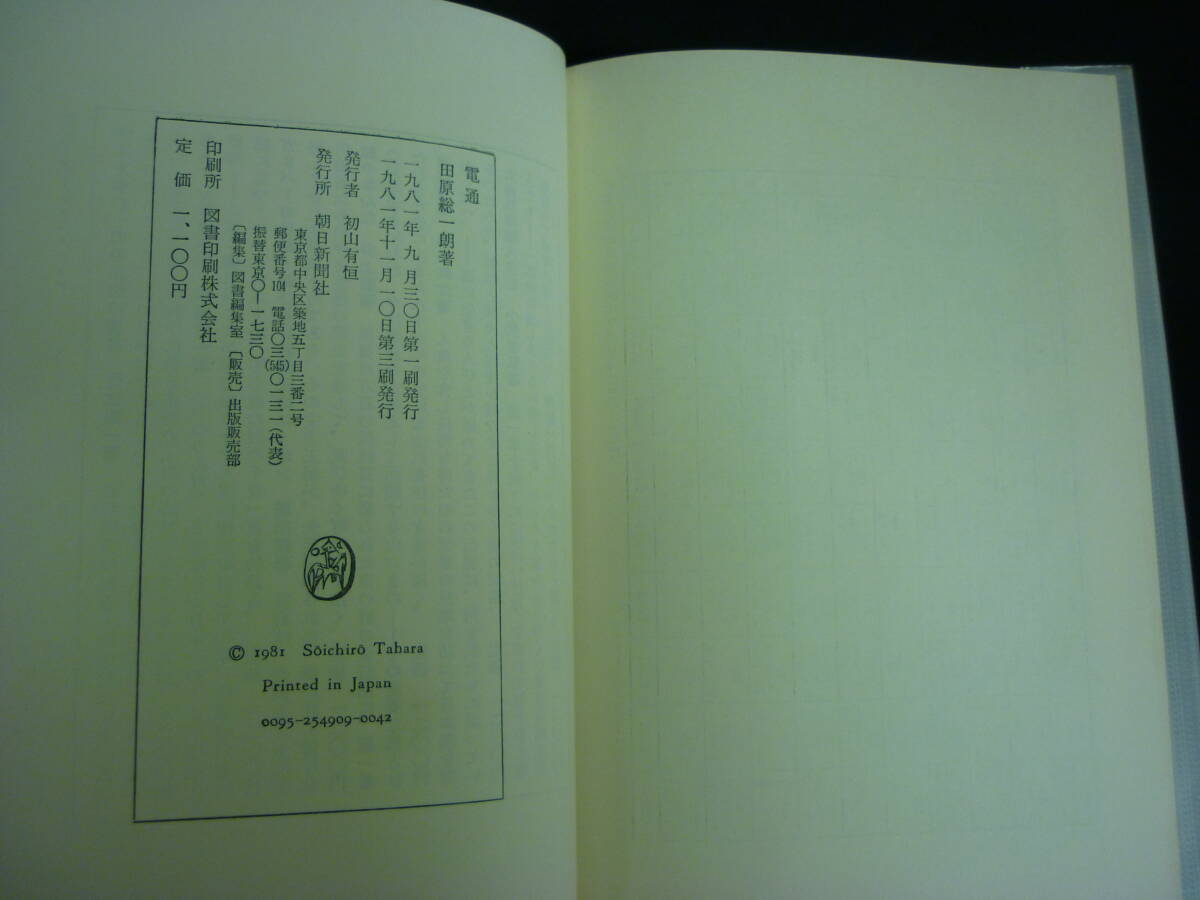 電通
田原総一朗著
一九八一年 九 月三〇日第一刷発行
一九八一年十一月一〇日第三刷発行
発行者 初山有恒
発行所 朝日新聞社
東京都中央区築地五丁目三番二号
郵便番号104 電話〇三(545)〇一三一(代表)
振替東京〇―一七三〇
〔編集〕図書編集室 〔販売〕出版販売部
印刷所 図書印刷株式会社
定 価 一、一〇〇円
© 1981 Sōichirō Tahara
Printed in Japan
0095-254909-0042